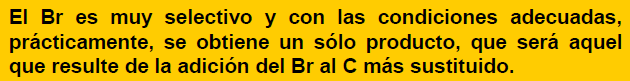 El Br es muy selectivo y con las condiciones adecuadas,
prácticamente, se obtiene un sólo producto, que será aquel
que resulte de la adición del Br al C más sustituido.